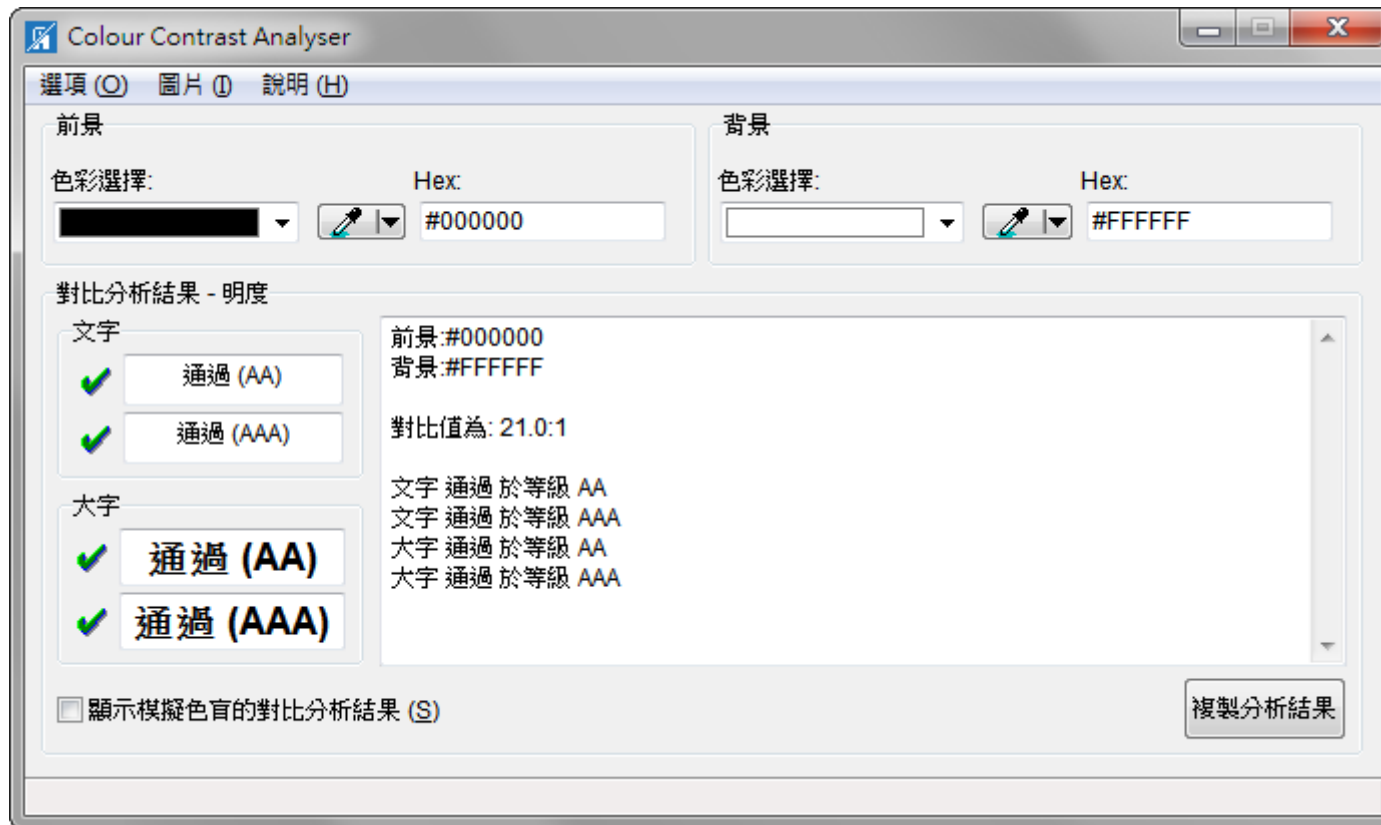 Colour Contrast Analyser
選項 (O) 圖片 (I) 說明 (H)
前景
色彩選擇: Hex:
#000000
背景
色彩選擇: Hex:
#FFFFFF
對比分析結果 - 明度
文字
通過 (AA)
通過 (AAA)
大字
通過 (AA)
通過 (AAA)
前景:#000000
背景:#FFFFFF
對比值為: 21.0:1
文字 通過 於等級 AA
文字 通過 於等級 AAA
大字 通過 於等級 AA
大字 通過 於等級 AAA
顯示模擬色盲的對比分析結果 (S)
複製分析結果